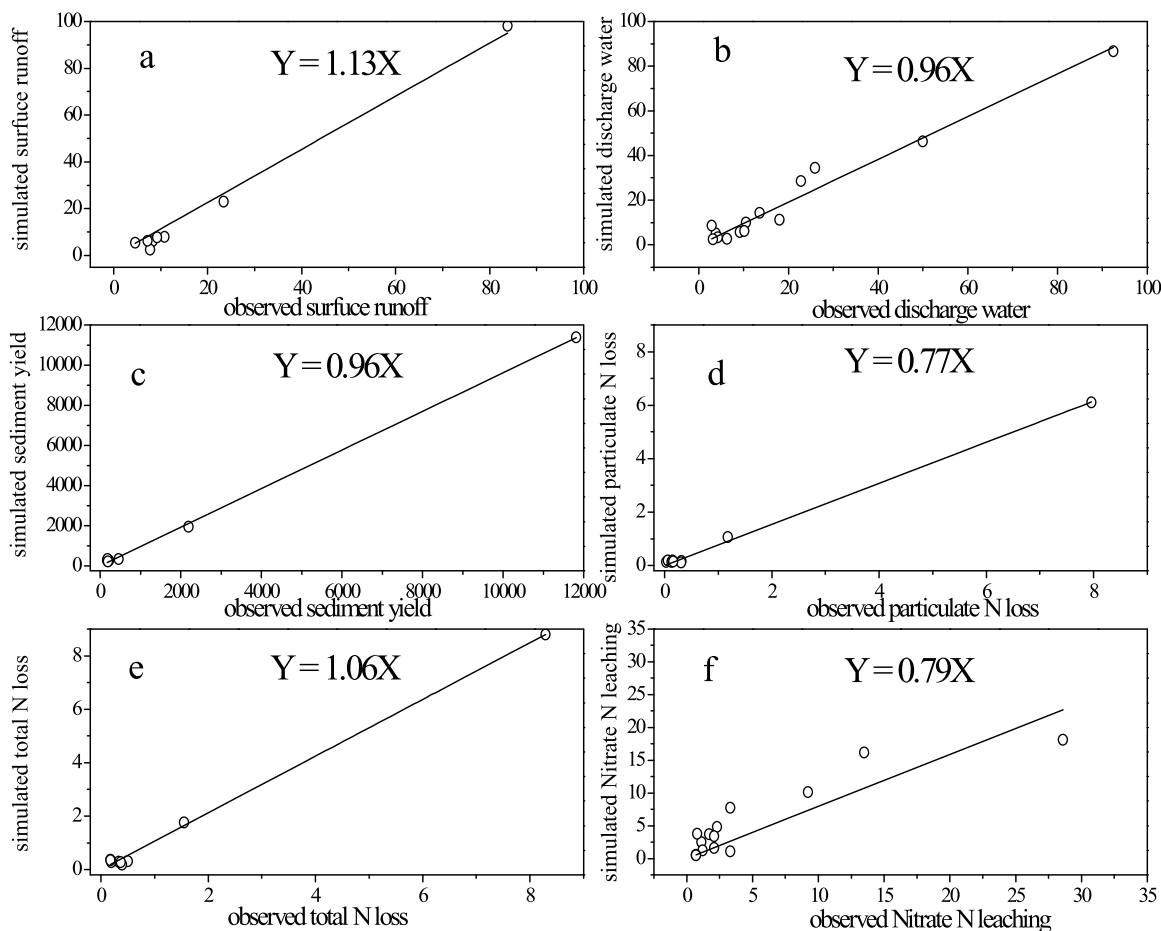 100
80
60
40
20
0
simulated surfuce runoff
a
Y = 1.13X
0 20 40 60 80 100
observed surfuce runoff
100
80
60
40
20
0
simulated discharge water
b
Y = 0.96X
0 20 40 60 80 100
observed discharge water
12000
10000
8000
6000
4000
2000
0
simulated sediment yield
c
Y = 0.96X
0 2000 4000 6000 8000 10000 12000
observed sediment yield
8
6
4
2
0
simulated particulate N loss
d
Y = 0.77X
0 2 4 6 8
observed particulate N loss
8
6
4
2
0
simulated total N loss
e
Y = 1.06X
0 2 4 6 8
observed total N loss
35
30
25
20
15
10
5
0
simulated Nitrate N leaching
f
Y = 0.79X
0 5 10 15 20 25 30 35
observed Nitrate N leaching